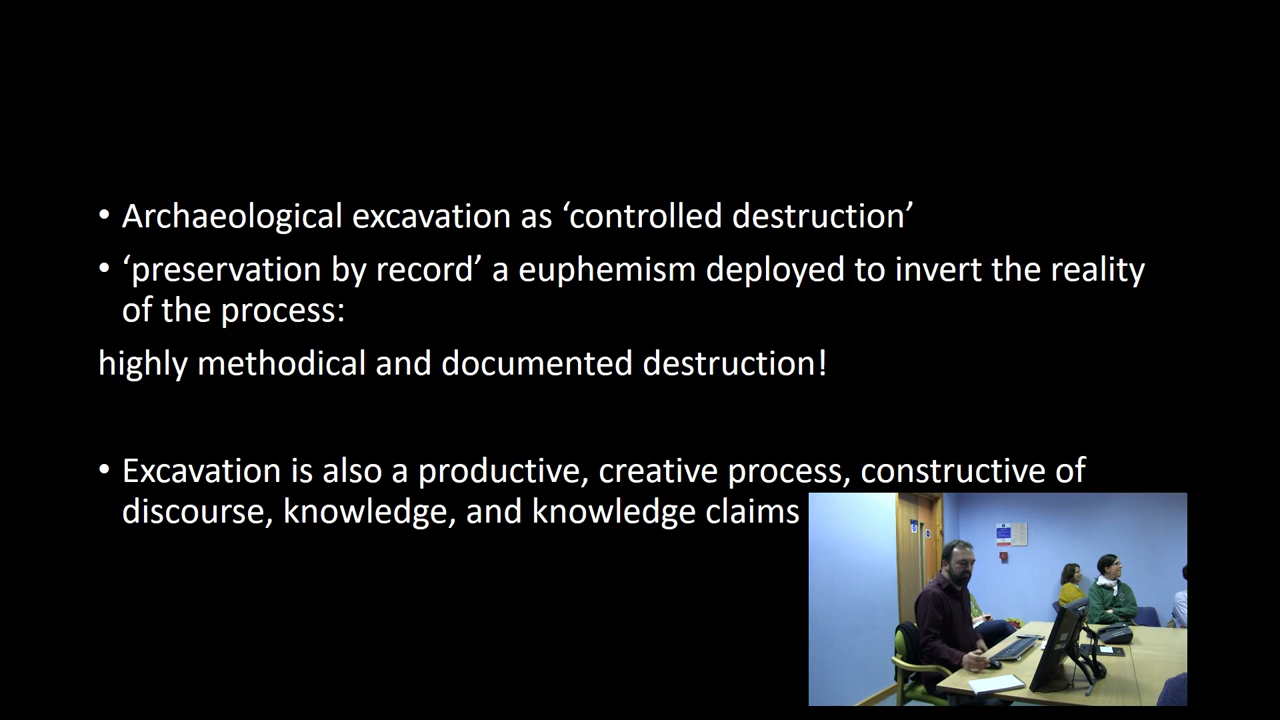 • Archaeological excavation as ‘controlled destruction’
• ‘preservation by record’ a euphemism deployed to invert the reality
of the process:
highly methodical and documented destruction!
• Excavation is also a productive, creative process, constructive of
discourse, knowledge, and knowledge claims